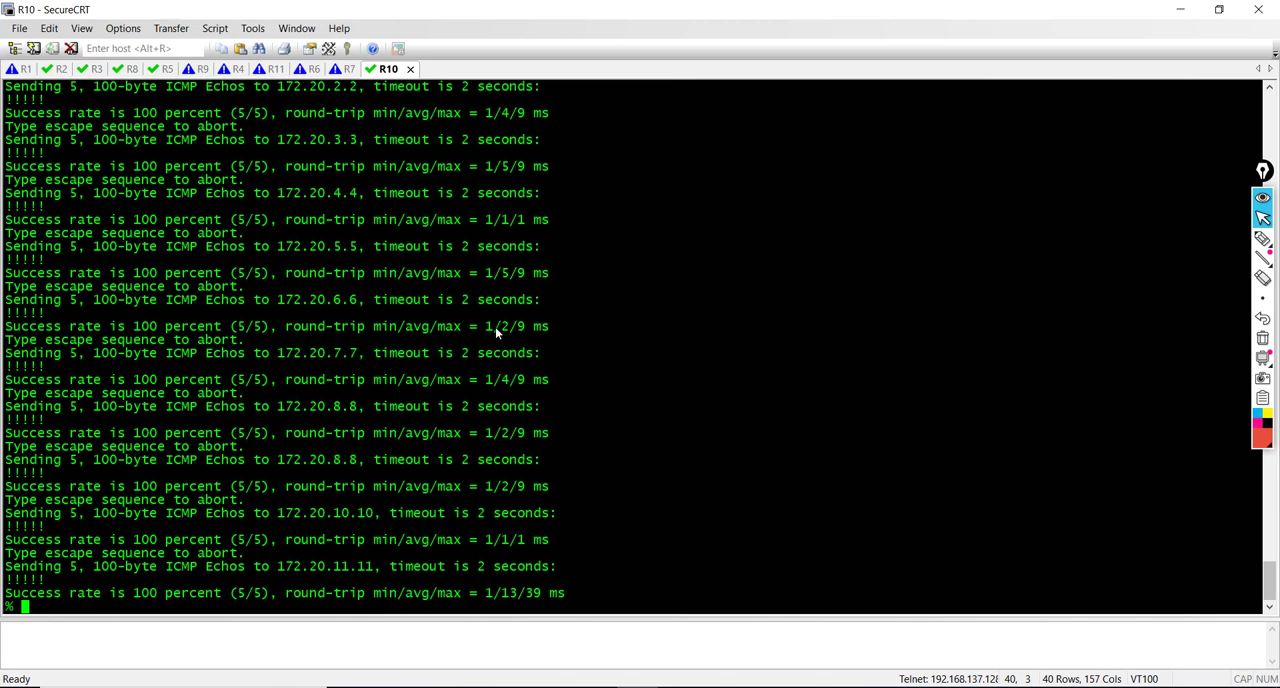 R10 - SecureCRT
File Edit View Options Transfer Script Tools Window Help
Enter host <Alt+R>
R1 R2 R3 R8 R5 R9 R4 R11 R6 R7 R10
Sending 5, 100-byte ICMP Echos to 172.20.2.2, timeout is 2 seconds:
!!!!!
Success rate is 100 percent (5/5), round-trip min/avg/max = 1/4/9 ms
Type escape sequence to abort.
Sending 5, 100-byte ICMP Echos to 172.20.3.3, timeout is 2 seconds:
!!!!!
Success rate is 100 percent (5/5), round-trip min/avg/max = 1/5/9 ms
Type escape sequence to abort.
Sending 5, 100-byte ICMP Echos to 172.20.4.4, timeout is 2 seconds:
!!!!!
Success rate is 100 percent (5/5), round-trip min/avg/max = 1/1/1 ms
Type escape sequence to abort.
Sending 5, 100-byte ICMP Echos to 172.20.5.5, timeout is 2 seconds:
!!!!!
Success rate is 100 percent (5/5), round-trip min/avg/max = 1/5/9 ms
Type escape sequence to abort.
Sending 5, 100-byte ICMP Echos to 172.20.6.6, timeout is 2 seconds:
!!!!!
Success rate is 100 percent (5/5), round-trip min/avg/max = 1/2/9 ms
Type escape sequence to abort.
Sending 5, 100-byte ICMP Echos to 172.20.7.7, timeout is 2 seconds:
!!!!!
Success rate is 100 percent (5/5), round-trip min/avg/max = 1/4/9 ms
Type escape sequence to abort.
Sending 5, 100-byte ICMP Echos to 172.20.8.8, timeout is 2 seconds:
!!!!!
Success rate is 100 percent (5/5), round-trip min/avg/max = 1/2/9 ms
Type escape sequence to abort.
Sending 5, 100-byte ICMP Echos to 172.20.8.8, timeout is 2 seconds:
!!!!!
Success rate is 100 percent (5/5), round-trip min/avg/max = 1/2/9 ms
Type escape sequence to abort.
Sending 5, 100-byte ICMP Echos to 172.20.10.10, timeout is 2 seconds:
!!!!!
Success rate is 100 percent (5/5), round-trip min/avg/max = 1/1/1 ms
Type escape sequence to abort.
Sending 5, 100-byte ICMP Echos to 172.20.11.11, timeout is 2 seconds:
!!!!!
Success rate is 100 percent (5/5), round-trip min/avg/max = 1/13/39 ms
%
Ready Telnet: 192.168.137.128 40, 3 40 Rows, 157 Cols VT100 CAP NUM